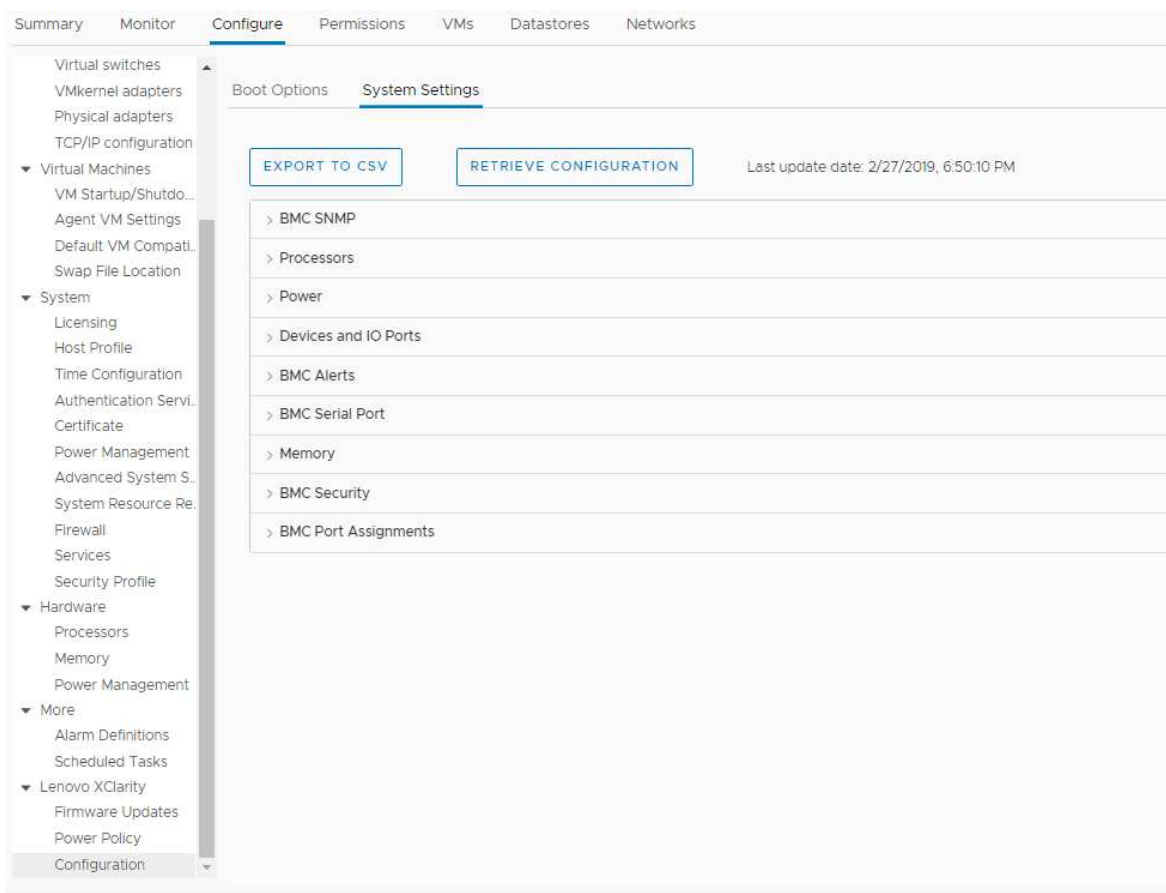 Summary Monitor Configure Permissions VMs Datastores Networks
Virtual switches
VMkernel adapters
Physical adapters
TCP/IP configuration
Virtual Machines
VM Startup/Shutdo...
Agent VM Settings
Default VM Compati..
Swap File Location
System
Licensing
Host Profile
Time Configuration
Authentication Servi..
Certificate
Power Management
Advanced System S..
System Resource Re.
Firewall
Services
Security Profile
Hardware
Processors
Memory
Power Management
More
Alarm Definitions
Scheduled Tasks
Lenovo XClarity
Firmware Updates
Power Policy
Configuration
Boot Options System Settings
EXPORT TO CSV RETRIEVE CONFIGURATION Last update date: 2/27/2019, 6:50:10 PM
BMC SNMP
Processors
Power
Devices and IO Ports
BMC Alerts
BMC Serial Port
Memory
BMC Security
BMC Port Assignments